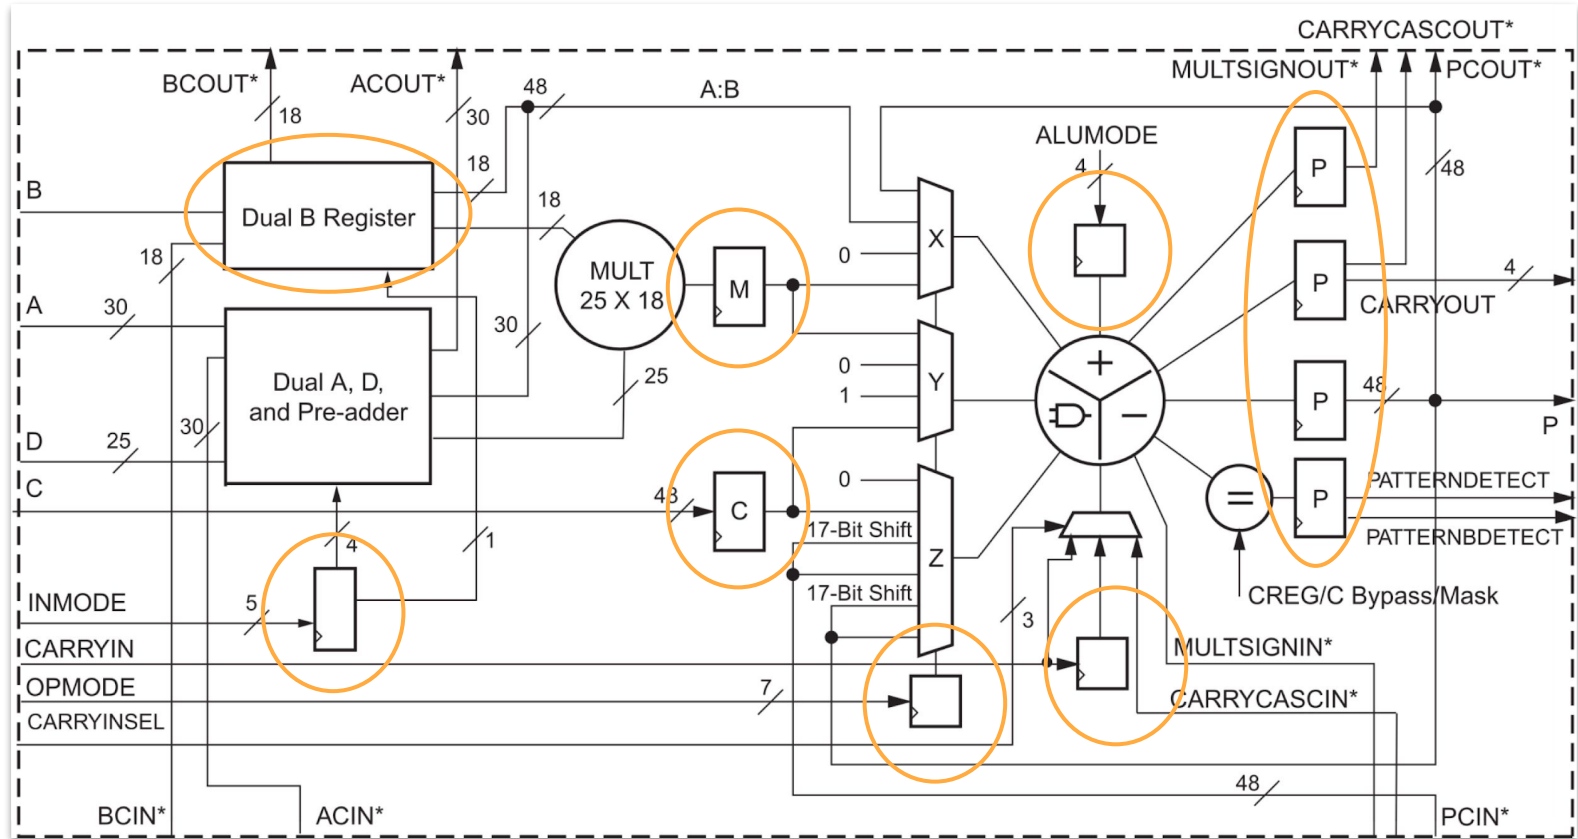 CARRYCASCOUT*
BCOUT*
ACOUT*
MULTSIGNOUT*
PCOUT*
18
30
48
A:B
ALUMODE
4
48
B
18
18
Dual B Register
X
0
P
P
18
A
30
MULT
25 X 18
M
4
CARRYOUT
30
0
1
Y
+
−
Dual A, D,
and Pre-adder
25
48
P
P
30
D
25
C
48
C
0
17-Bit Shift
Z
17-Bit Shift
=
P
PATTERNDETECT
PATTERNBDETECT
4
1
INMODE
5
3
CREG/C Bypass/Mask
CARRYIN
MULTSIGNIN*
OPMODE
7
CARRYCASCIN*
CARRYINSEL
48
BCIN*
ACIN*
PCIN*